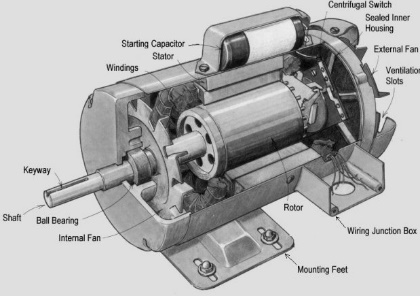 Centrifugal Switch
Sealed Inner
Housing
Starting Capacitor
External Fan
Stator
Windings
Ventilation
Slots
Keyway
Shaft
Ball Bearing
Rotor
Internal Fan
Wiring Junction Box
Mounting Feet